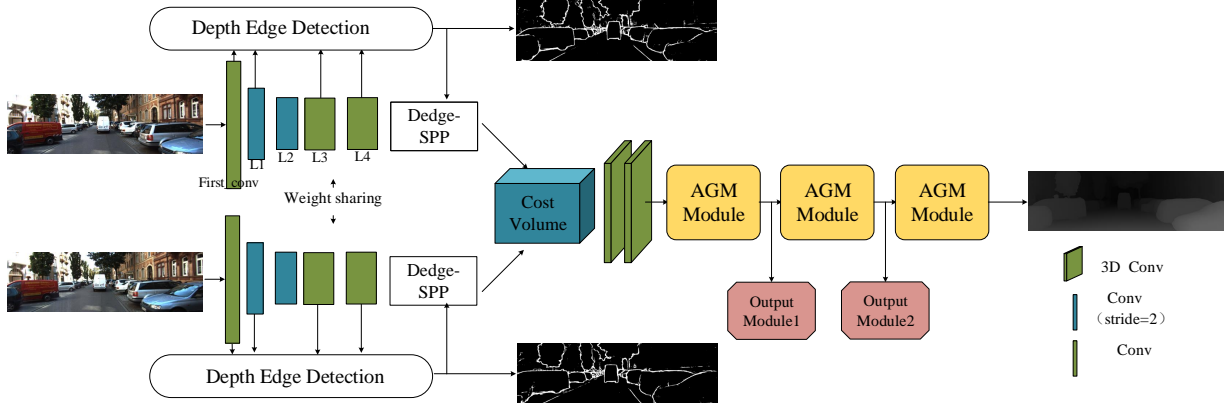 Depth Edge Detection
L1
L2
L3
L4
First conv
Weight sharing
Dedge-
SPP
Cost
Volume
AGM
Module
AGM
Module
AGM
Module
Dedge-
SPP
Output
Module1
Output
Module2
Depth Edge Detection
3D Conv
Conv
（stride=2）
Conv